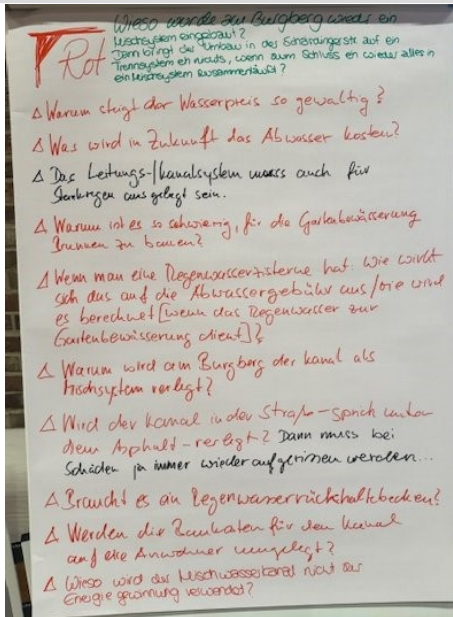 Wieso wurde am Burgberg wieder ein
Mischsystem eingebaut?
Dann bringt der Umbau in der auf ein
Trennsystem eh nichts, wenn zum Schluss eh wieder alles in
ein Mischsystem zusammenläuft?
Rot
Δ Warum steigt der Wasserpreis so gewaltig?
Δ Was wird in Zukunft das Abwasser kosten?
Δ Das Leitungs-/Kanalsystem muss auch für
Starkregen ausgelegt sein.
Δ Warum ist es so schwierig, für die Gartenbewässerung
Brunnen zu bauen?
Δ Wenn man eine Regenwasserzisterne hat: Wie wirkt
sich das auf die Abwassergebühr aus/wie wird
es berechnet [wenn das Regenwasser zur
Gartenbewässerung dient]?
Δ Warum wird am Burgberg der Kanal als
Mischsystem verlegt?
Δ Wird der Kanal in der Straße - sprich unter
dem Asphalt - verlegt? Dann muss bei
Schäden ja immer wieder aufgerissen werden...
Δ Braucht es ein Regenwasserrückhaltebecken?
Δ Werden die Baukosten für den Kanal
auf die Anwohner umgelegt?
Δ Wieso wird der Mischwasserkanal nicht zur
Energiegewinnung verwendet?